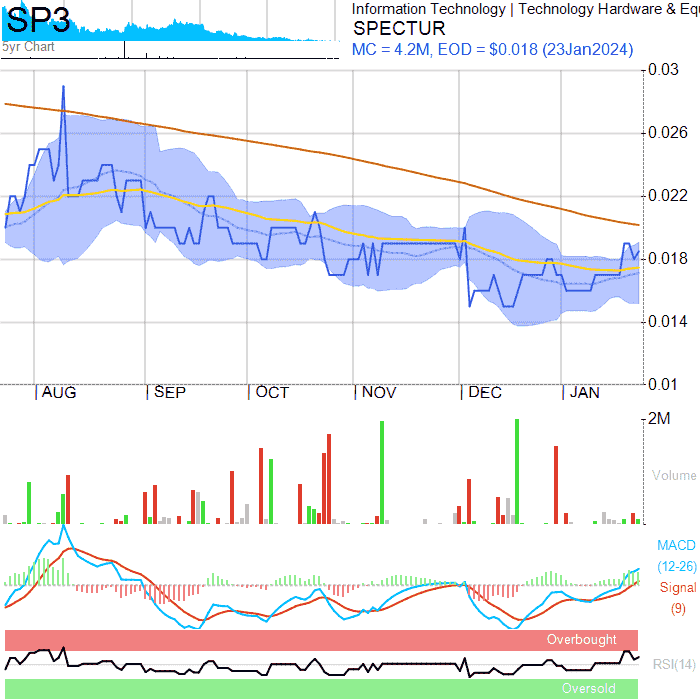 SP3
5yr Chart
Information Technology | Technology Hardware & Equ
SPECTUR
MC = 4.2M, EOD = $0.018 (23Jan2024)
0.03
0.026
0.022
0.018
0.014
0.01
AUG SEP OCT NOV DEC JAN
2M
Volume
MACD
(12-26)
Signal
(9)
Overbought
RSI(14)
Oversold